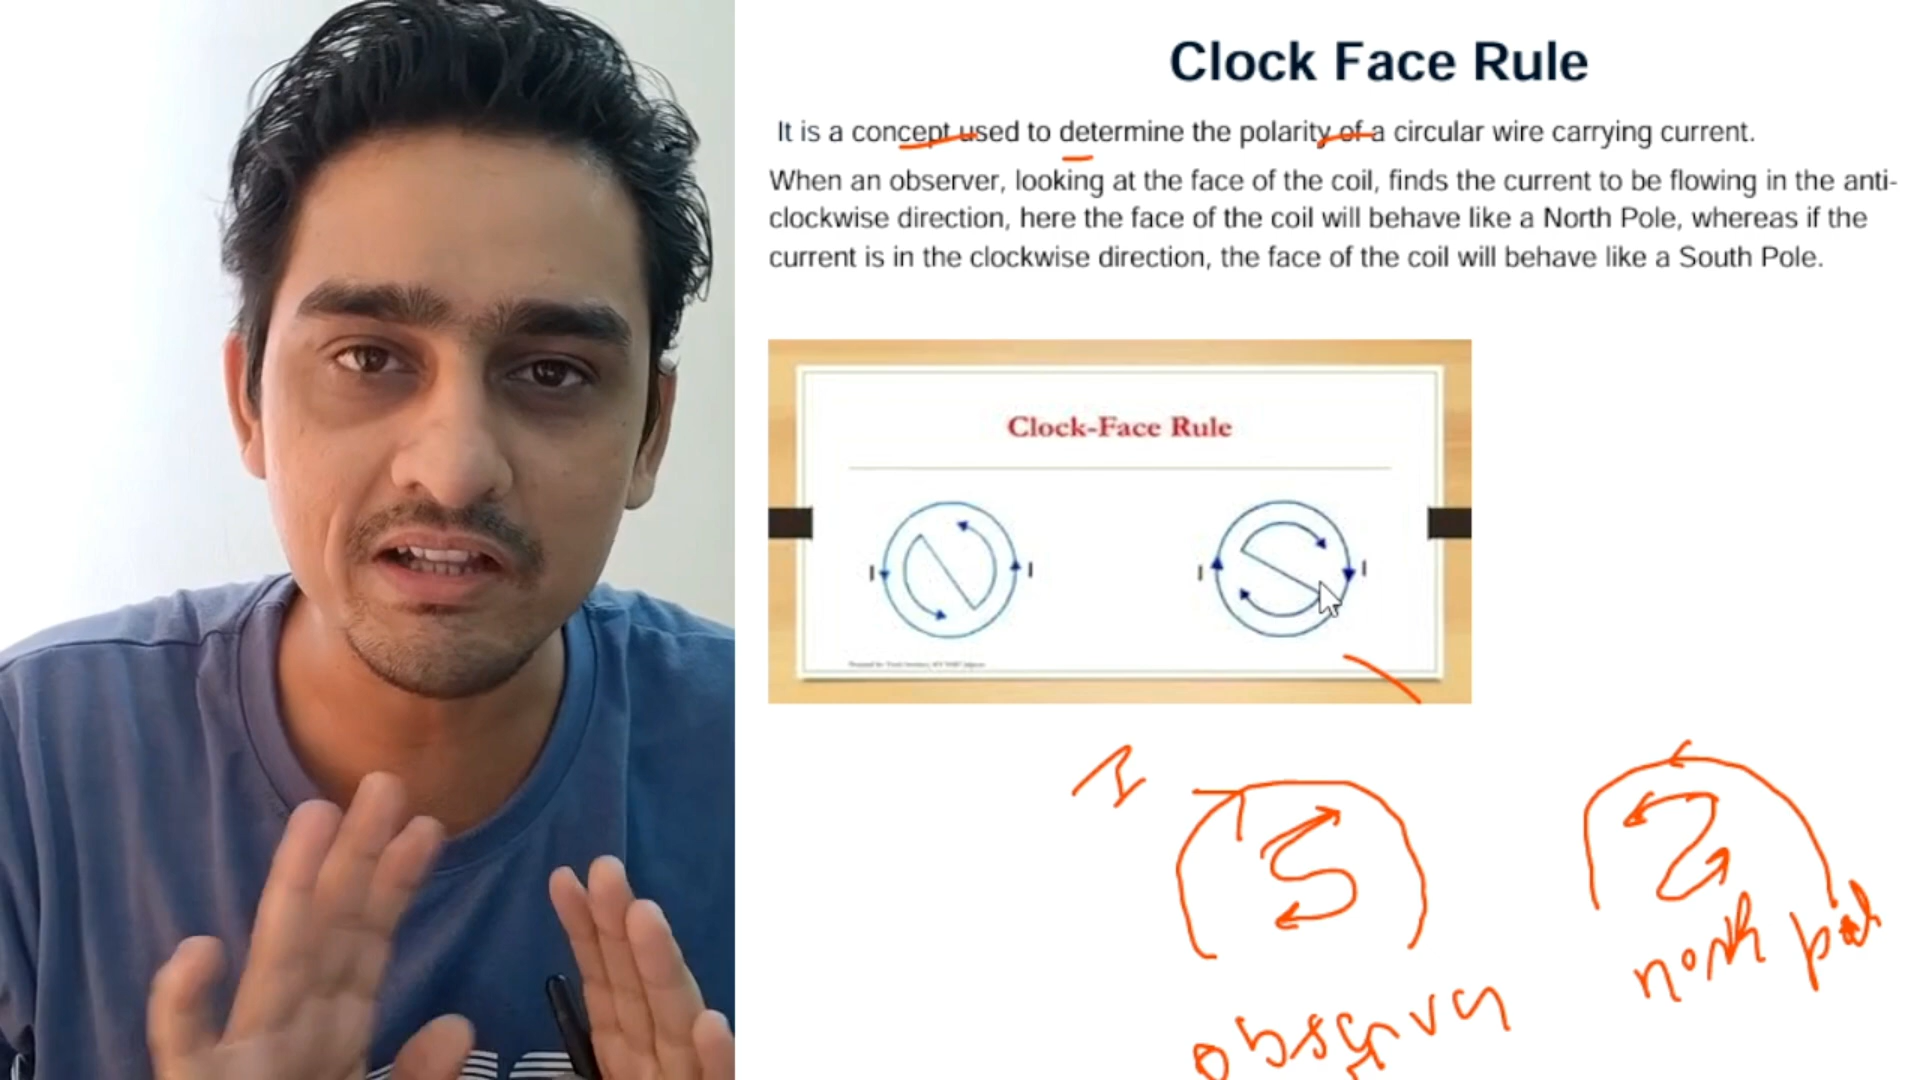 Clock Face Rule
It is a concept used to determine the polarity of a circular wire carrying current.
When an observer, looking at the face of the coil, finds the current to be flowing in the anti-
clockwise direction, here the face of the coil will behave like a North Pole, whereas if the
current is in the clockwise direction, the face of the coil will behave like a South Pole.
Clock-Face Rule
I I I I
I
S
north
observer